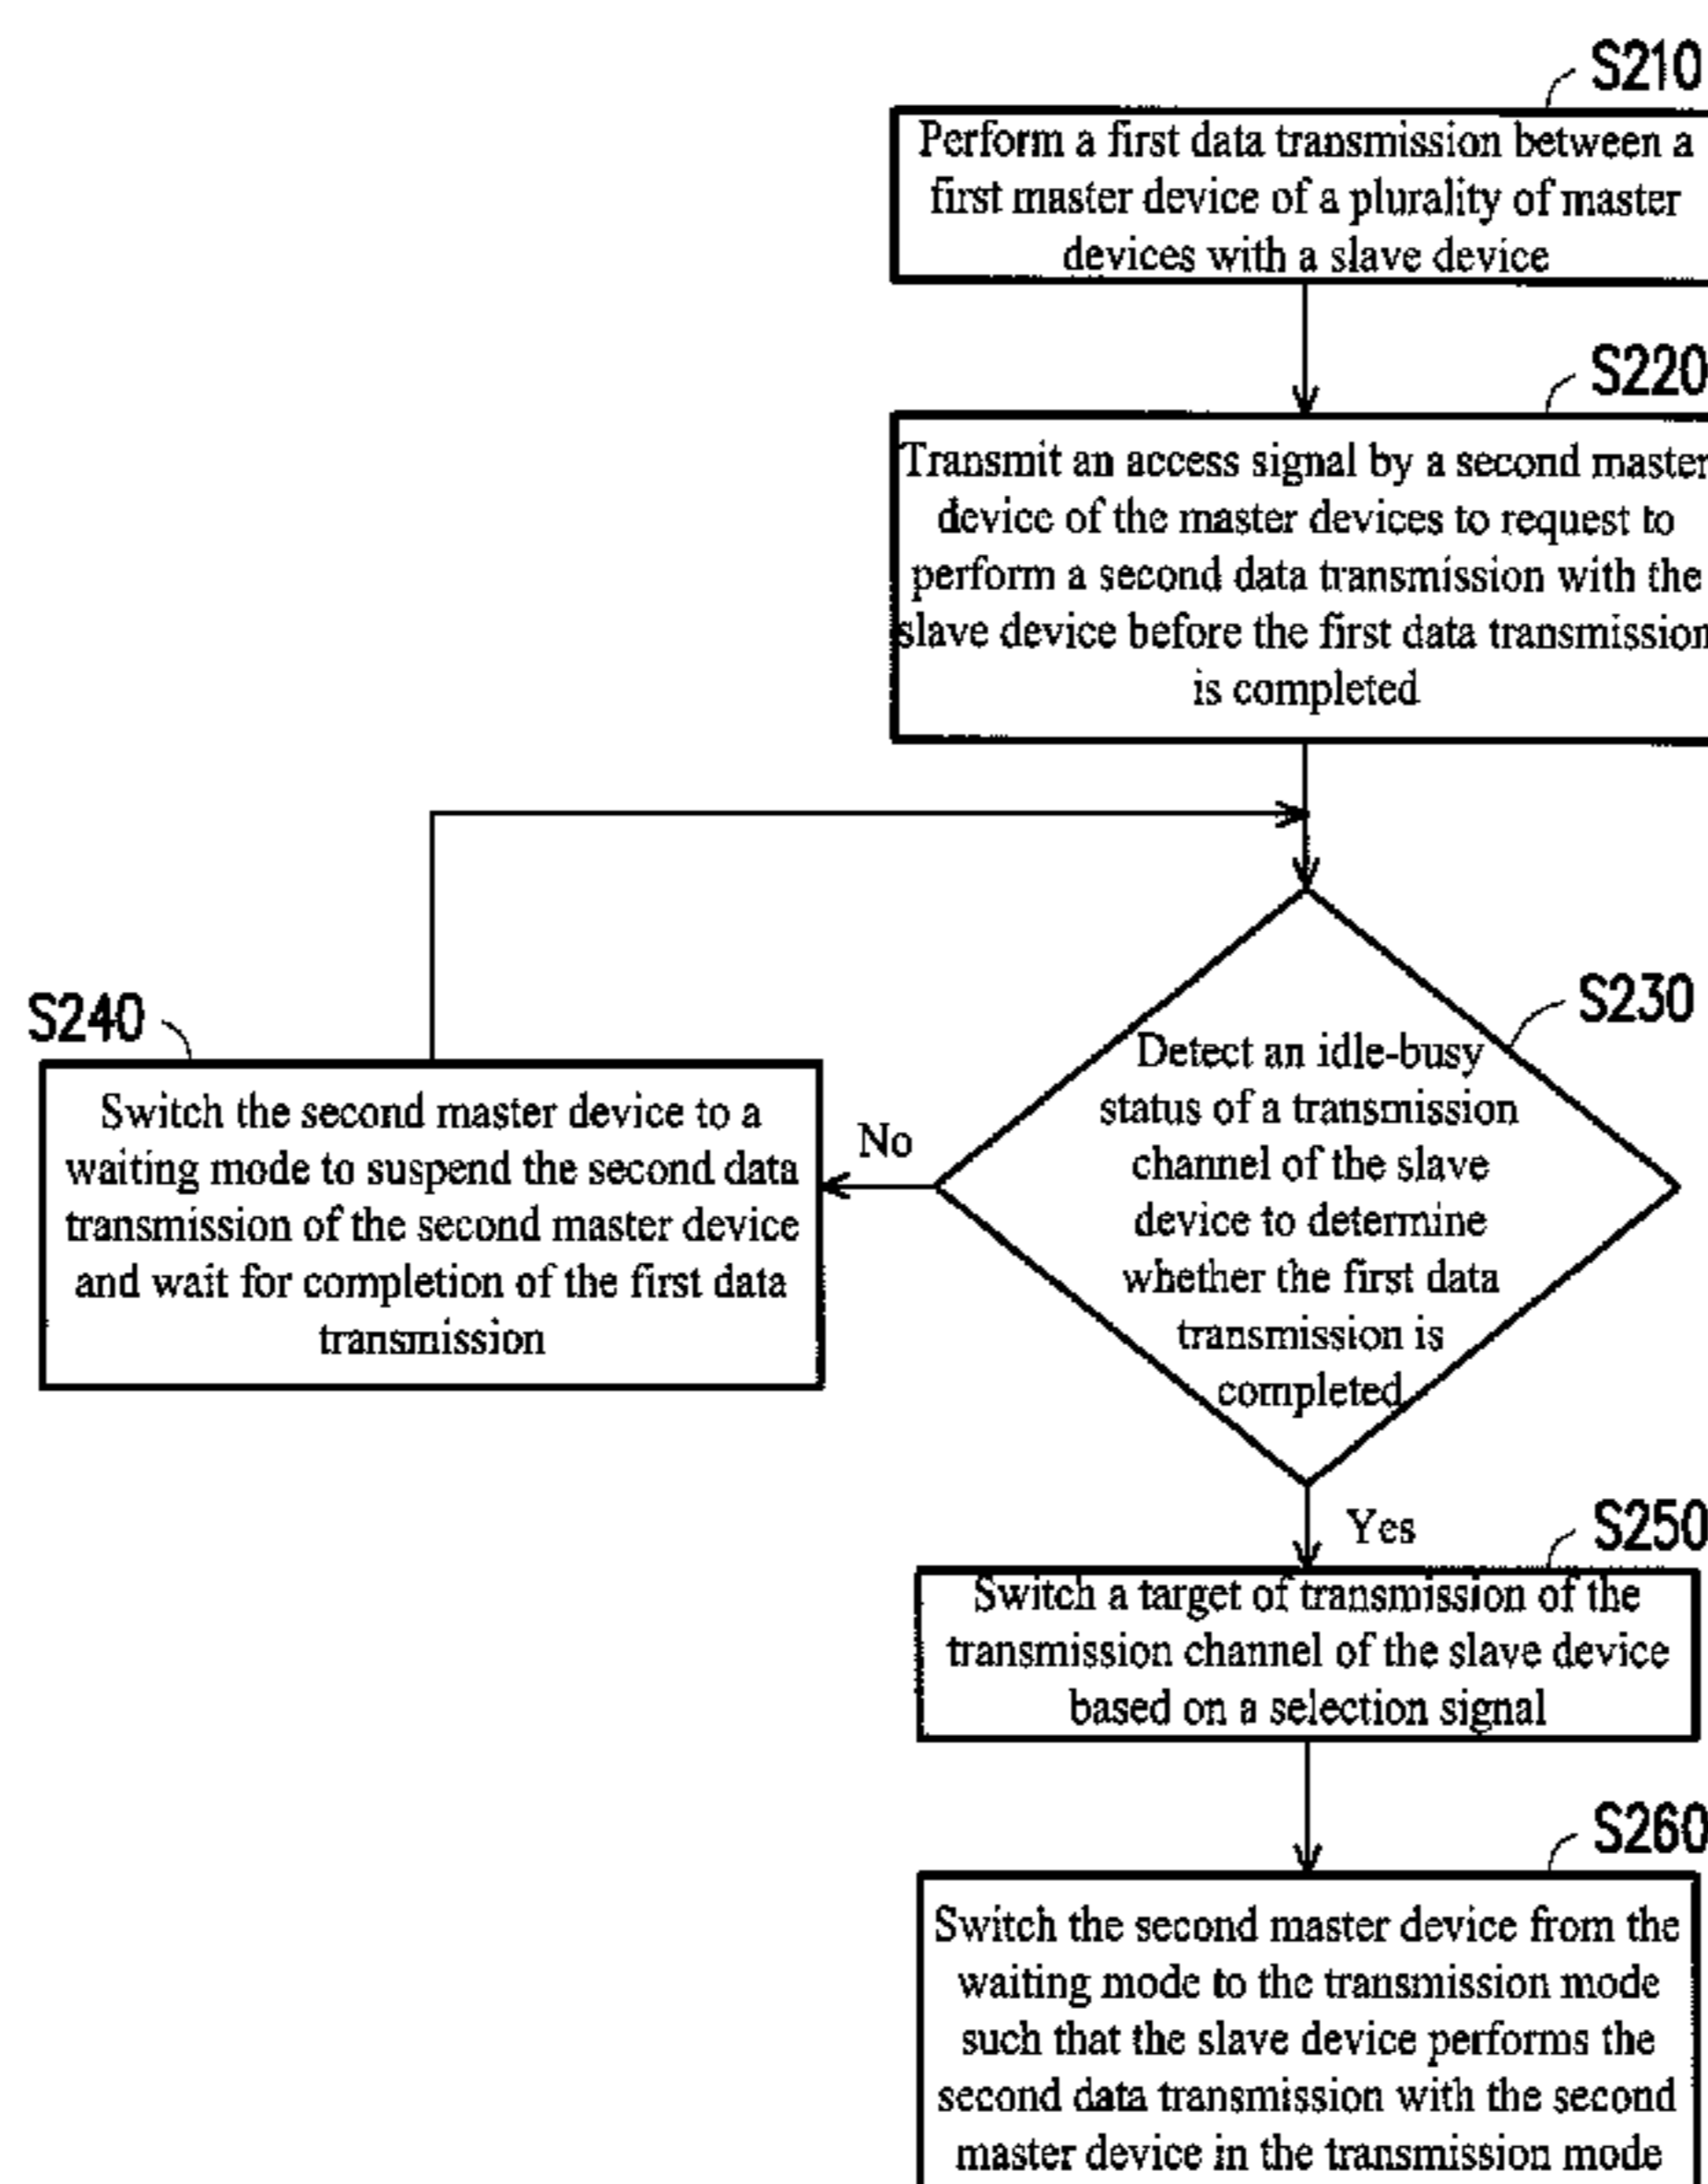 S210
Perform a first data transmission between a
first master device of a plurality of master
devices with a slave device
S220
Transmit an access signal by a second master
device of the master devices to request to
perform a second data transmission with the
slave device before the first data transmission
is completed
S230
Detect an idle-busy
status of a transmission
channel of the slave
device to determine
whether the first data
transmission is
completed
No
S240
Switch the second master device to a
waiting mode to suspend the second data
transmission of the second master device
and wait for completion of the first data
transmission
Yes
S250
Switch a target of transmission of the
transmission channel of the slave device
based on a selection signal
S260
Switch the second master device from the
waiting mode to the transmission mode
such that the slave device performs the
second data transmission with the second
master device in the transmission mode